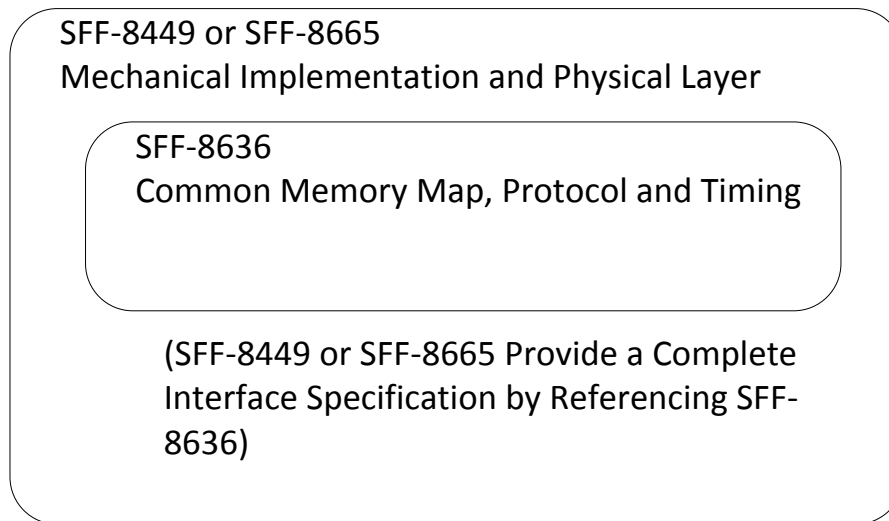 SFF-8449 or SFF-8665
Mechanical Implementation and Physical Layer
SFF-8636
Common Memory Map, Protocol and Timing
(SFF-8449 or SFF-8665 Provide a Complete
Interface Specification by Referencing SFF-
8636)